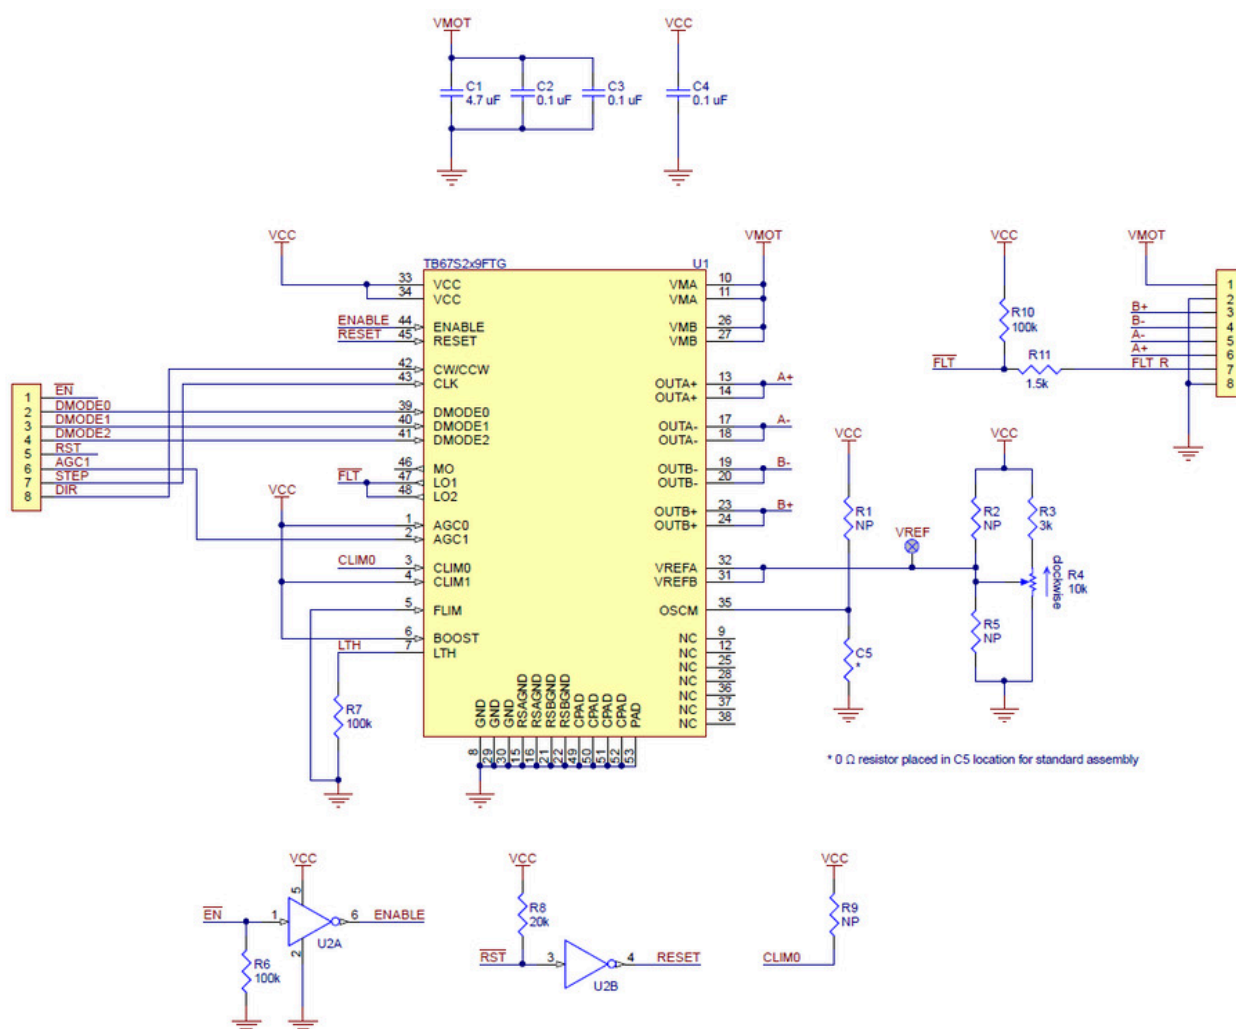 VMOT
VCC
C1
4.7 uF
C2
0.1 uF
C3
0.1 uF
C4
0.1 uF
VCC
TB67S2x9FTG
U1
VMOT
VCC
VMOT
33 VCC
34 VCC
ENABLE 44 ENABLE
RESET 45 RESET
42 CW/CCW
43 CLK
39 DMODE0
40 DMODE1
41 DMODE2
46 MO
FLT 47 LO1
48 LO2
VCC
1 AGC0
2 AGC1
CLIM0 3 CLIM0
4 CLIM1
5 FLIM
6 BOOST
LTH 7 LTH
1 EN
2 DMODE0
3 DMODE1
4 DMODE2
5 RST
6 AGC1
7 STEP
8 DIR
VMA 10
VMA 11
VMB 26
VMB 27
OUTA+ 13 A+
OUTA+ 14
OUTA- 17 A-
OUTA- 18
OUTB- 19 B-
OUTB- 20
OUTB+ 23 B+
OUTB+ 24
VREFA 32
VREFB 31
OSCM 35
NC 9
NC 12
NC 25
NC 28
NC 36
NC 37
NC 38
GND 8
GND 29
GND 30
RSAGND 15
RSAGND 16
RSBGND 21
RSBGND 22
CPAD 49
CPAD 50
CPAD 51
CPAD 52
PAD 53
R7
100k
R10
100k
FLT
R11
1.5k
1
2
B+ 3
B- 4
A- 5
A+ 6
FLT R 7
8
VCC
R1
NP
C5
*
VREF
VCC
R2
NP
R3
3k
clockwise
R4
10k
R5
NP
* 0 Ω resistor placed in C5 location for standard assembly
VCC
EN 1
5
6 ENABLE
2
U2A
R6
100k
VCC
R8
20k
RST 3
4 RESET
U2B
VCC
R9
NP
CLIM0